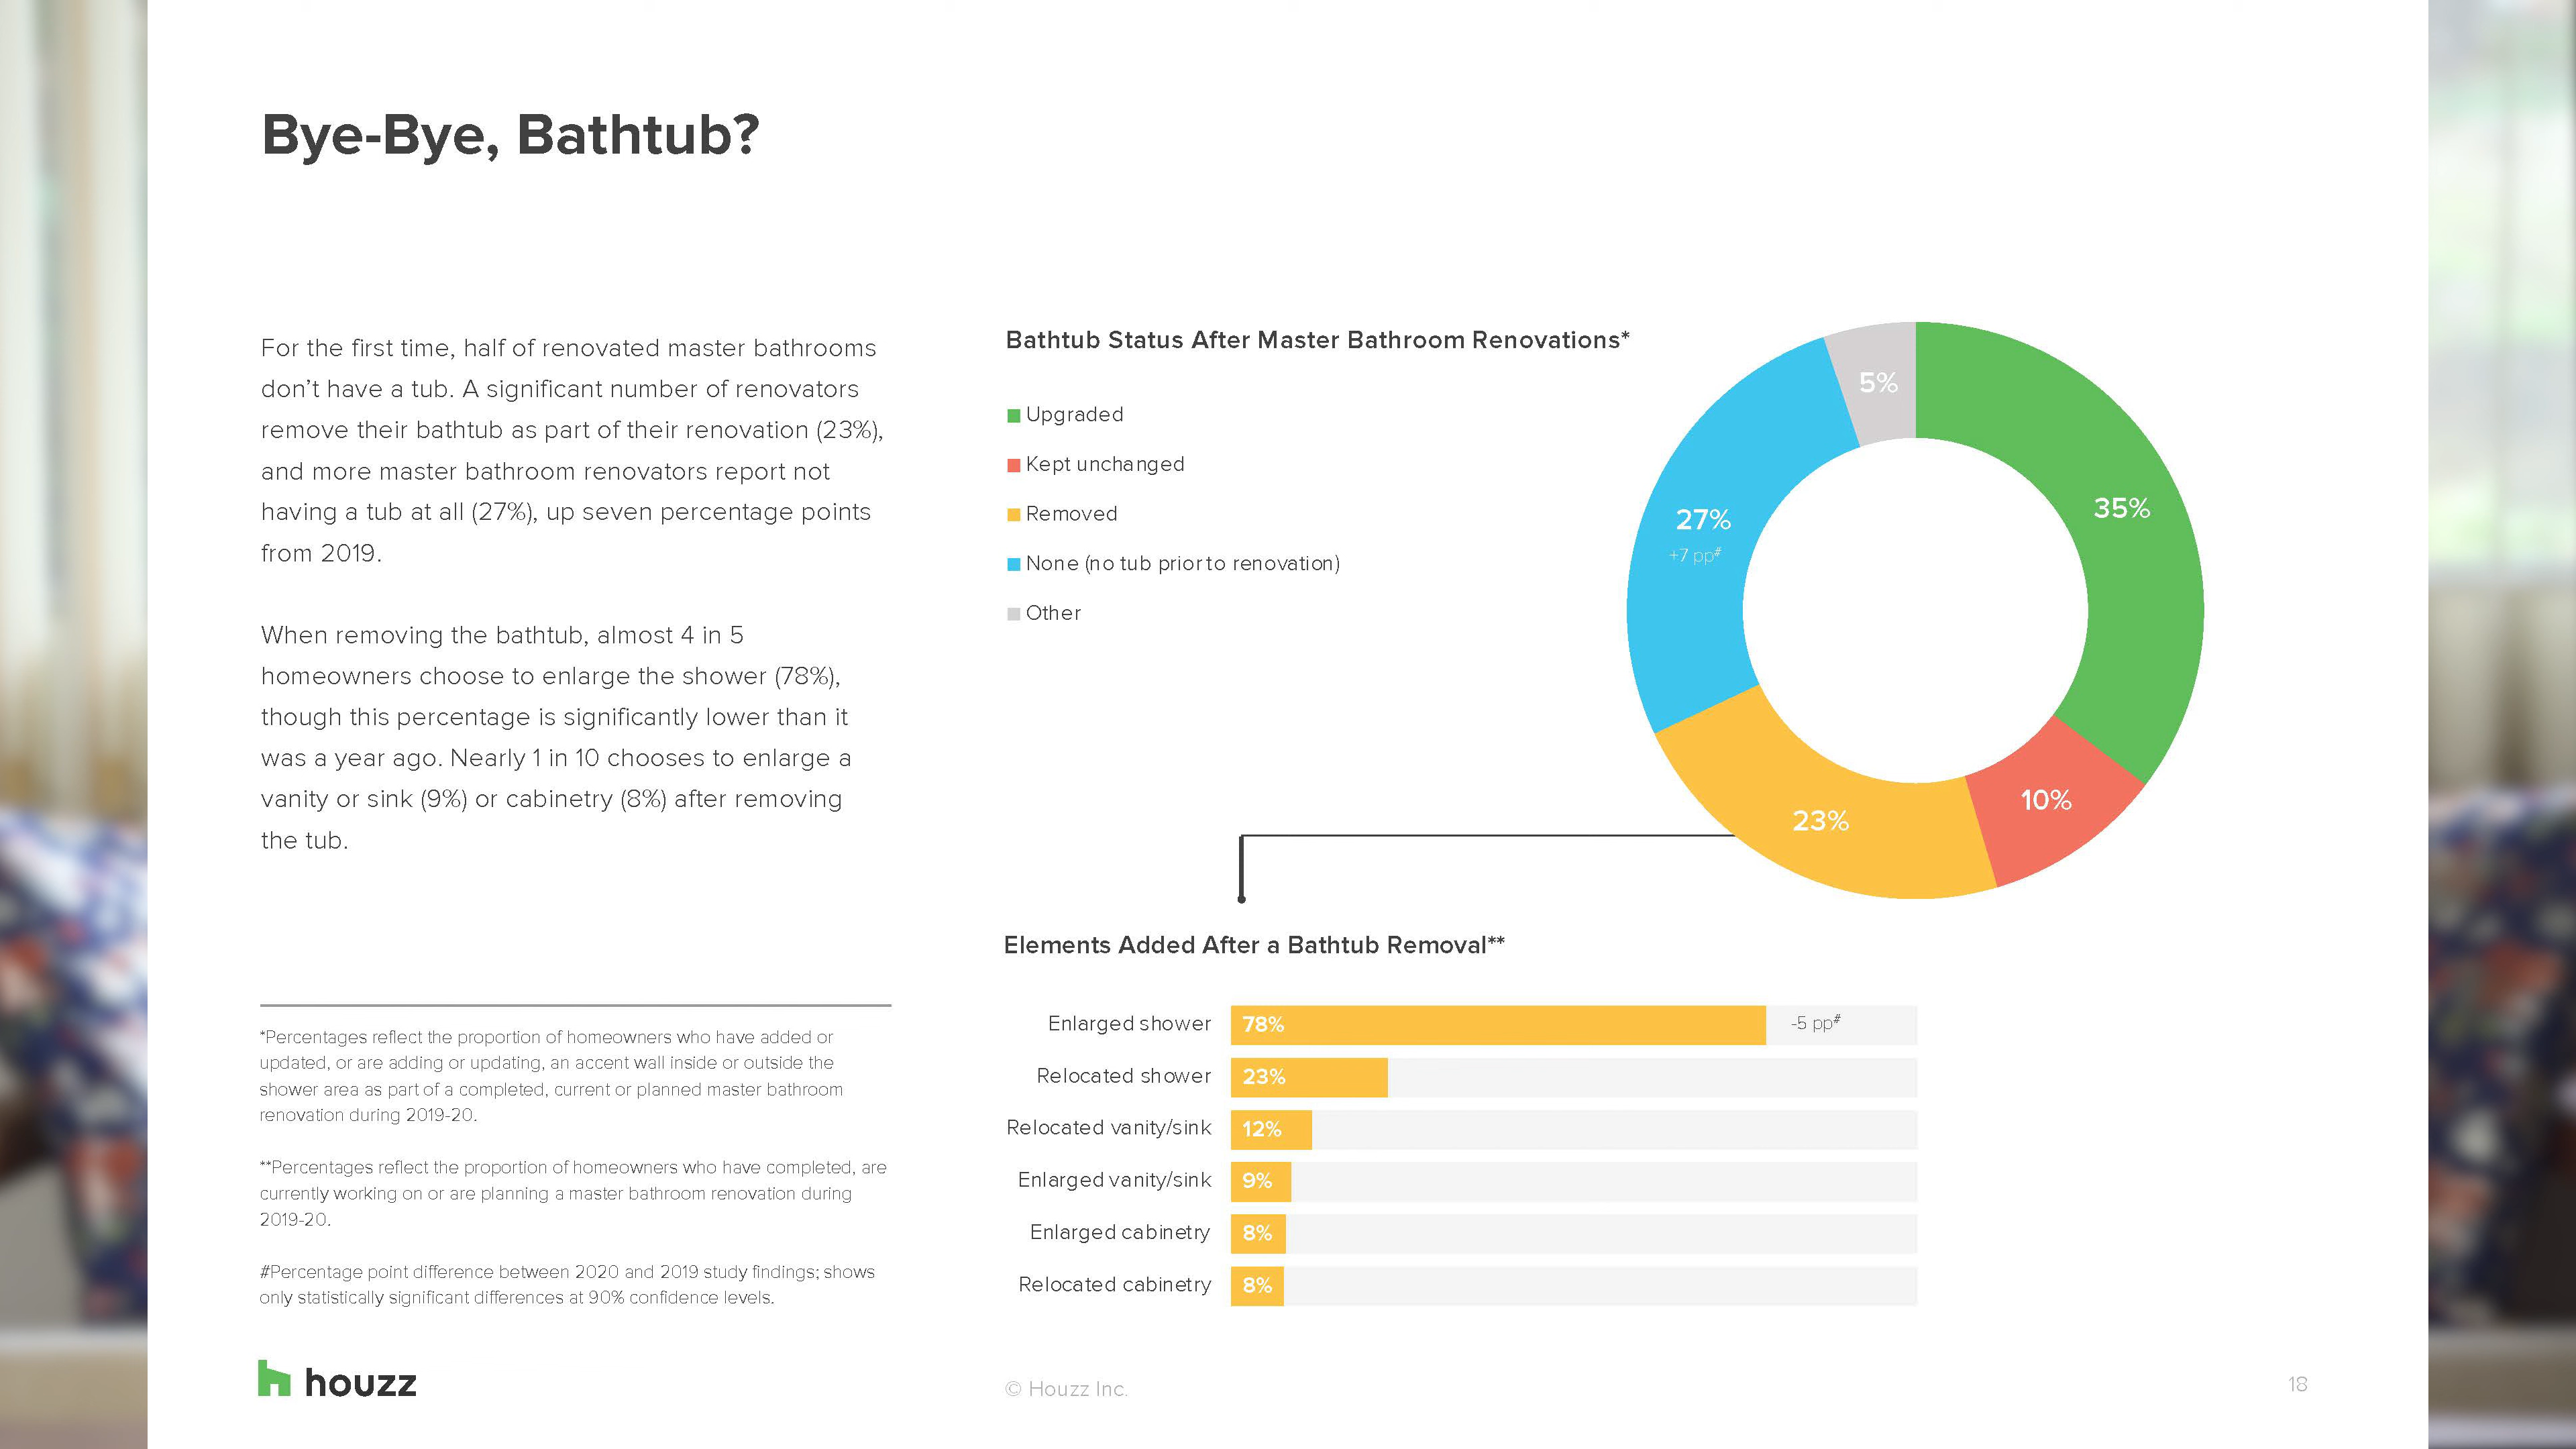 Bye-Bye, Bathtub?
For the first time, half of renovated master bathrooms
don't have a tub. A significant number of renovators
remove their bathtub as part of their renovation (23%),
and more master bathroom renovators report not
having a tub at all (27%), up seven percentage points
from 2019.
When removing the bathtub, almost 4 in 5
homeowners choose to enlarge the shower (78%),
though this percentage is significantly lower than it
was a year ago. Nearly 1 in 10 chooses to enlarge a
vanity or sink (9%) or cabinetry (8%) after removing
the tub.
*Percentages reflect the proportion of homeowners who have added or
updated, or are adding or updating, an accent wall inside or outside the
shower area as part of a completed, current or planned master bathroom
renovation during 2019-20.
**Percentages reflect the proportion of homeowners who have completed, are
currently working on or are planning a master bathroom renovation during
2019-20.
#Percentage point difference between 2020 and 2019 study findings; shows
only statistically significant differences at 90% confidence levels.
Bathtub Status After Master Bathroom Renovations*
Upgraded
Kept unchanged
Removed
None (no tub prior to renovation)
Other
5%
35%
27%
+7 pp#
10%
23%
Elements Added After a Bathtub Removal**
Enlarged shower 78% -5 pp#
Relocated shower 23%
Relocated vanity/sink 12%
Enlarged vanity/sink 9%
Enlarged cabinetry 8%
Relocated cabinetry 8%
houzz
© Houzz Inc.
18